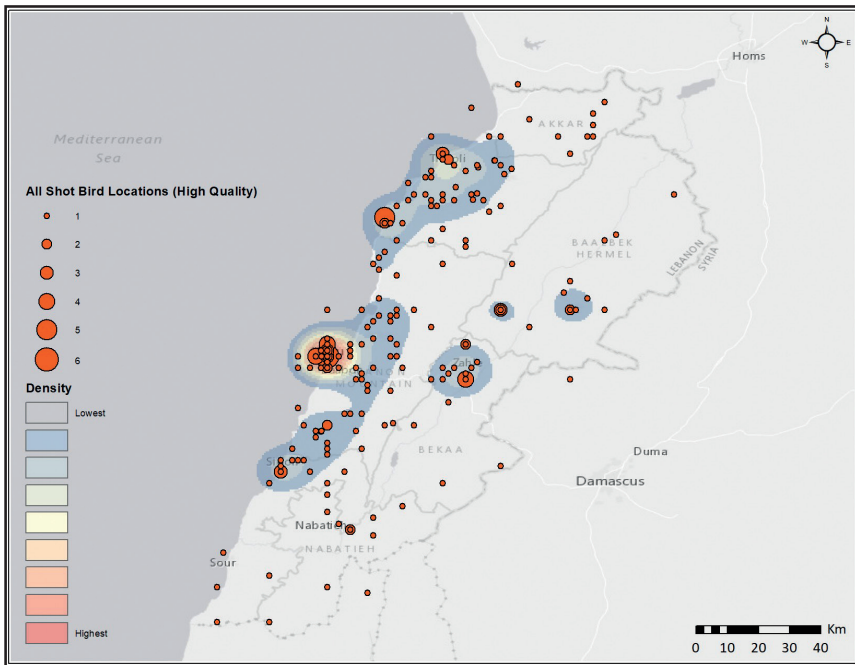 N
W E
S
Homs
AKKAR
Mediterranean
Sea
All Shot Bird Locations (High Quality)
1
2
3
4
5
6
BAALBEK
HERMEL
LEBANON
SYRIA
Density
Lowest
MOUNTAIN
BEKAA
Duma
Damascus
Nabatieh
NABATIEH
Sour
Highest
Km
0 10 20 30 40